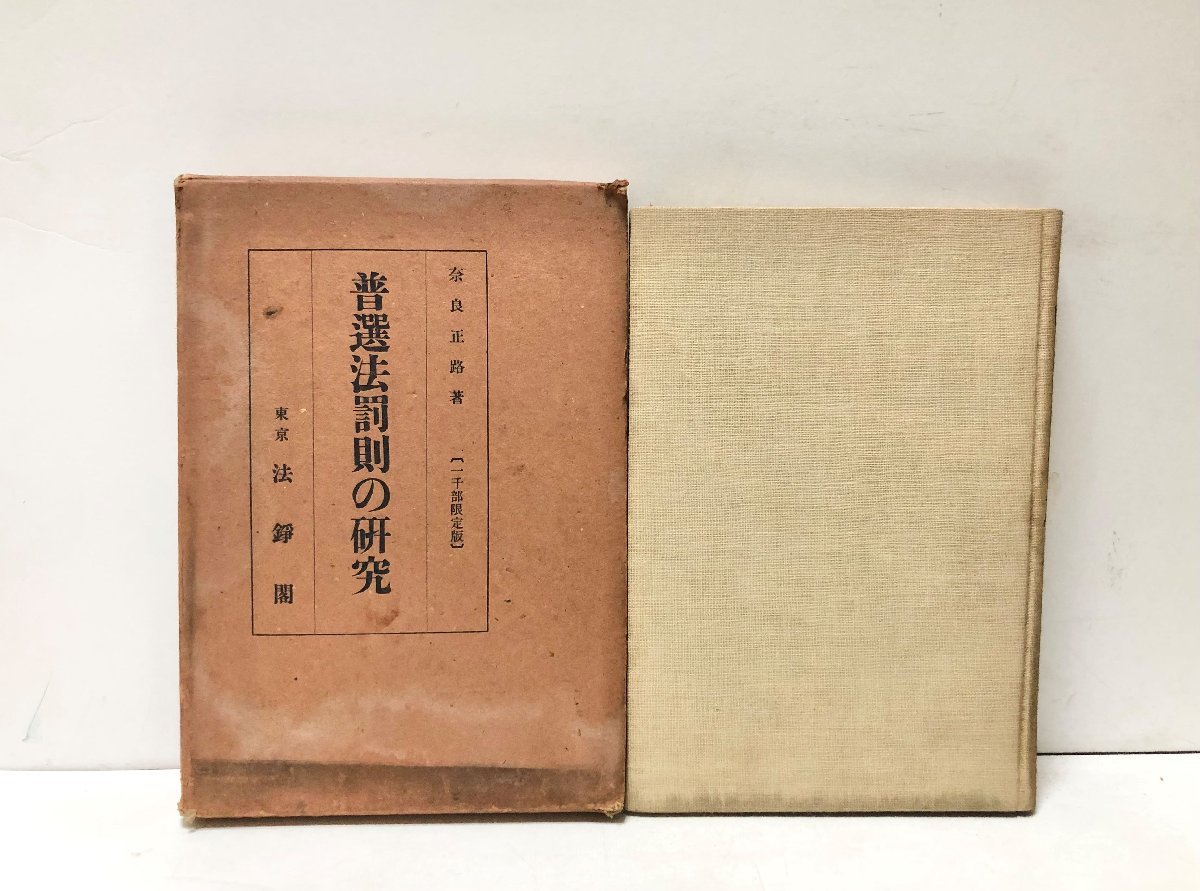 奈良正路著 【一千部限定版】
普選法罰則の研究
東京 法錚閣